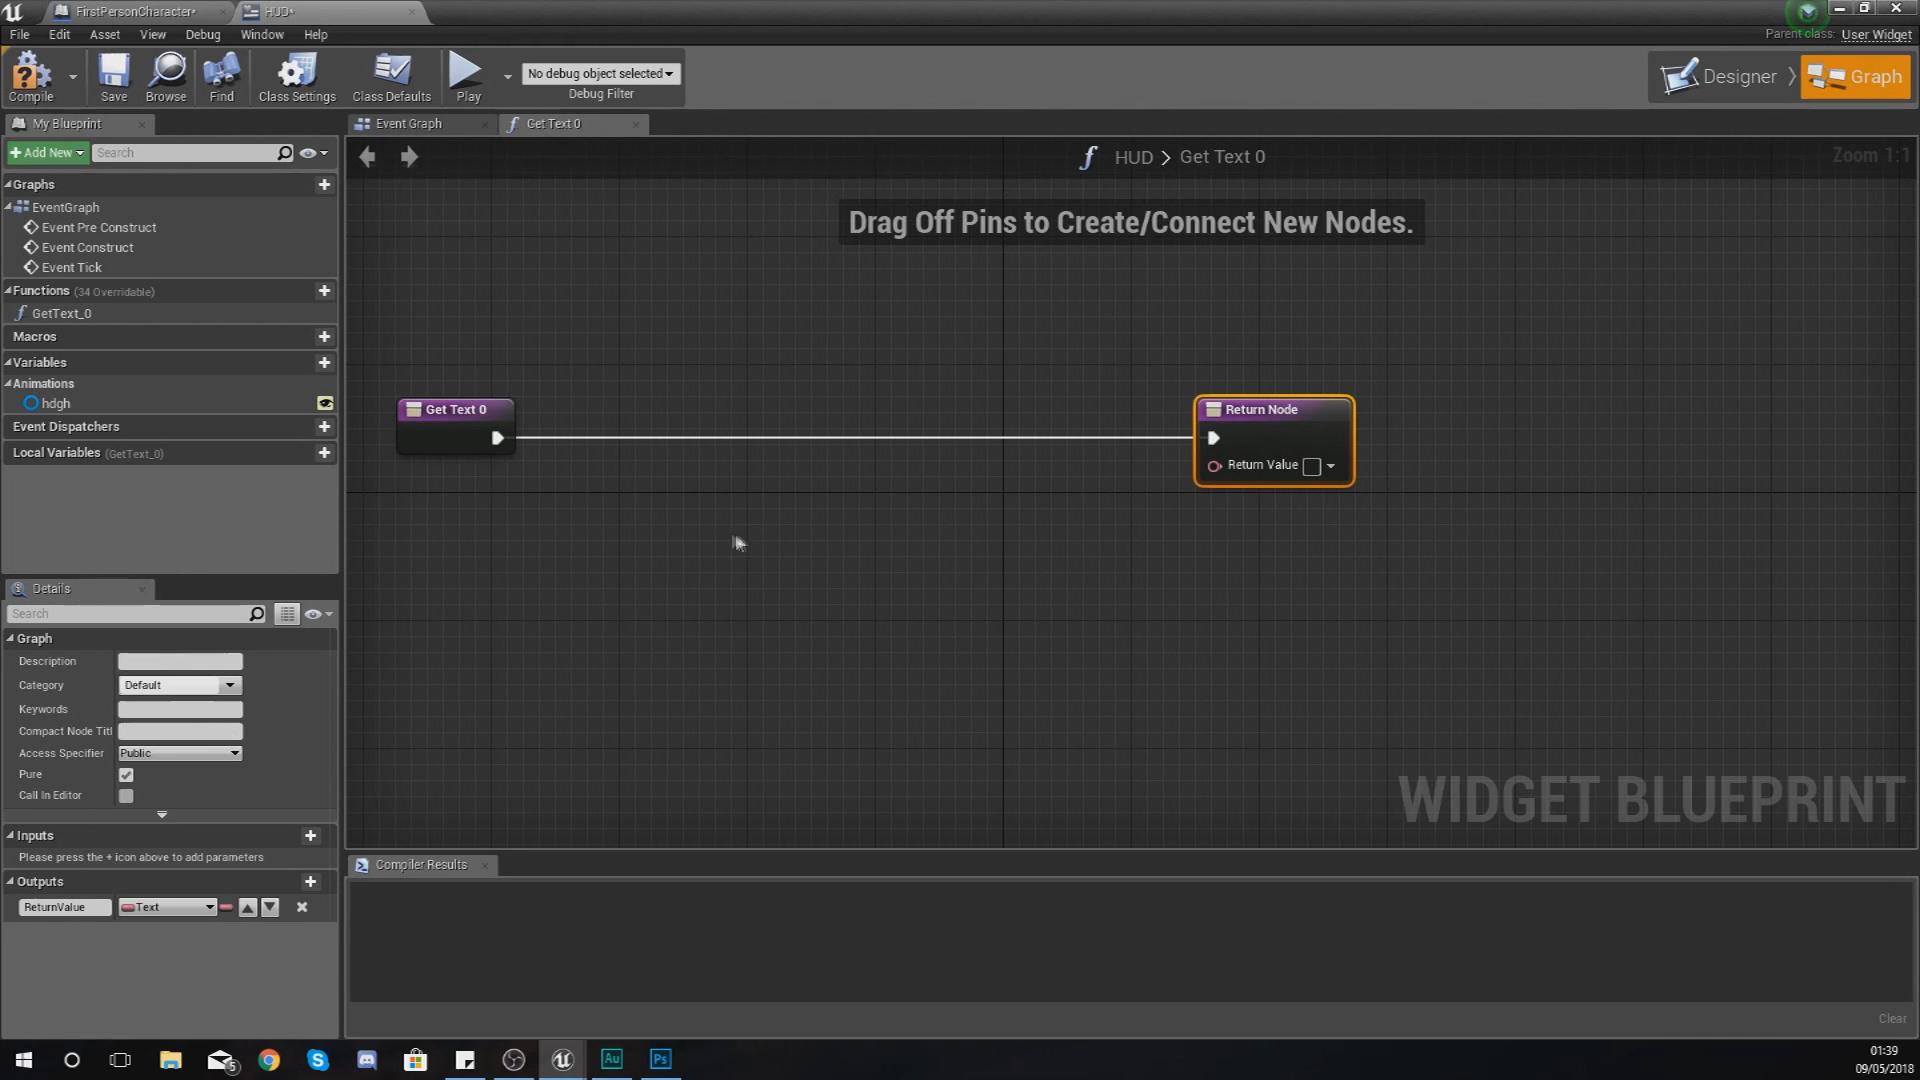 FirstPersonCharacter*
HUD*
File
Edit
Asset
View
Debug
Window
Help
Parent class: User Widget
Compile
Save
Browse
Find
Class Settings
Class Defaults
Play
No debug object selected
Debug Filter
Designer
Graph
My Blueprint
Event Graph
Get Text 0
Add New
Search
HUD > Get Text 0
Zoom 1:1
Drag Off Pins to Create/Connect New Nodes.
Graphs
EventGraph
Event Pre Construct
Event Construct
Event Tick
Functions (34 Overridable)
GetText_0
Macros
Variables
Animations
hdgh
Event Dispatchers
Local Variables (GetText_0)
Get Text 0
Return Node
Return Value
Details
Search
Graph
Description
Category
Default
Keywords
Compact Node Titl
Access Specifier
Public
Pure
Call In Editor
Inputs
Please press the + icon above to add parameters
Outputs
ReturnValue
Text
WIDGET BLUEPRINT
Compiler Results
Clear
5
Au
Ps
01:39
09/05/2018